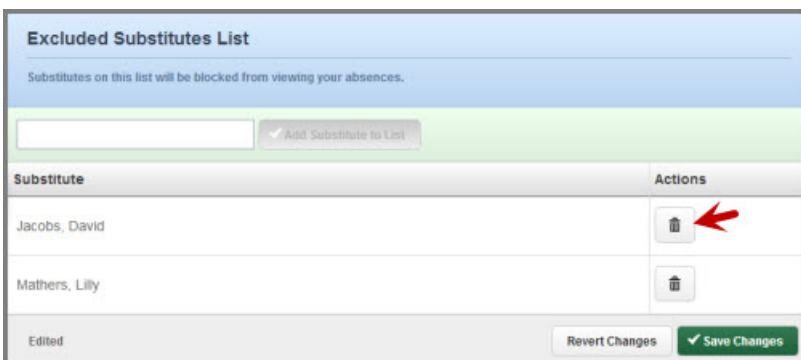 Excluded Substitutes List
Substitutes on this list will be blocked from viewing your absences.
Add Substitute to List
Substitute Actions
Jacobs, David
Mathers, Lilly
Edited Revert Changes Save Changes